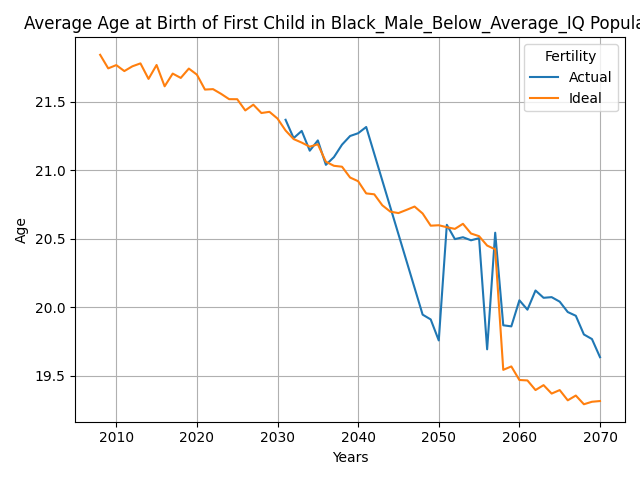 Average Age at Birth of First Child in Black_Male_Below_Average_IQ Popula
Fertility
Actual
Ideal
21.5
21.0
20.5
20.0
19.5
Age
2010 2020 2030 2040 2050 2060 2070
Years